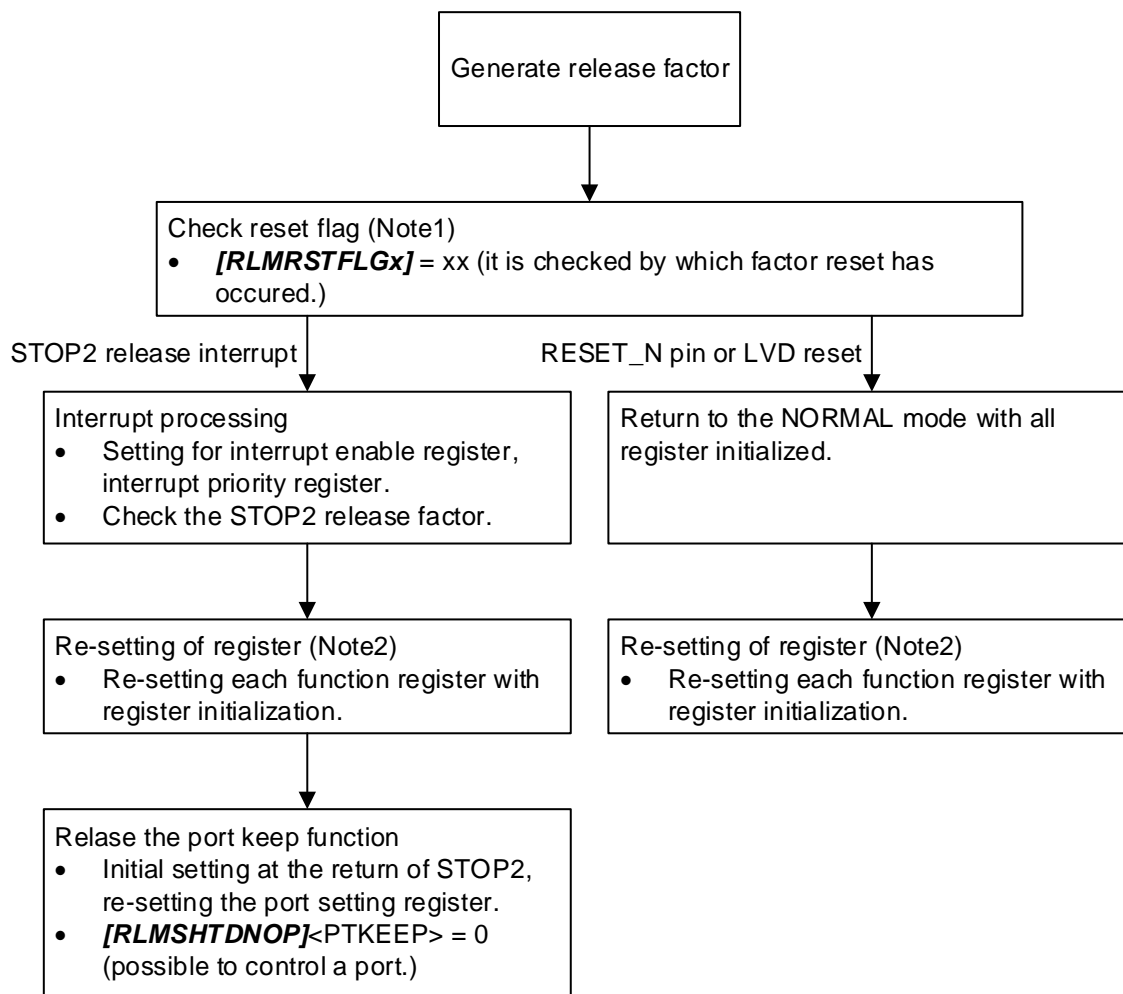 Generate release factor
Check reset flag (Note1)
• [RLMRSTFLGx] = xx (it is checked by which factor reset has
occured.)
STOP2 release interrupt
RESET_N pin or LVD reset
Interrupt processing
• Setting for interrupt enable register,
interrupt priority register.
• Check the STOP2 release factor.
Return to the NORMAL mode with all
register initialized.
Re-setting of register (Note2)
• Re-setting each function register with
register initialization.
Re-setting of register (Note2)
• Re-setting each function register with
register initialization.
Relase the port keep function
• Initial setting at the return of STOP2,
re-setting the port setting register.
• [RLMSHTDNOP]<PTKEEP> = 0
(possible to control a port.)